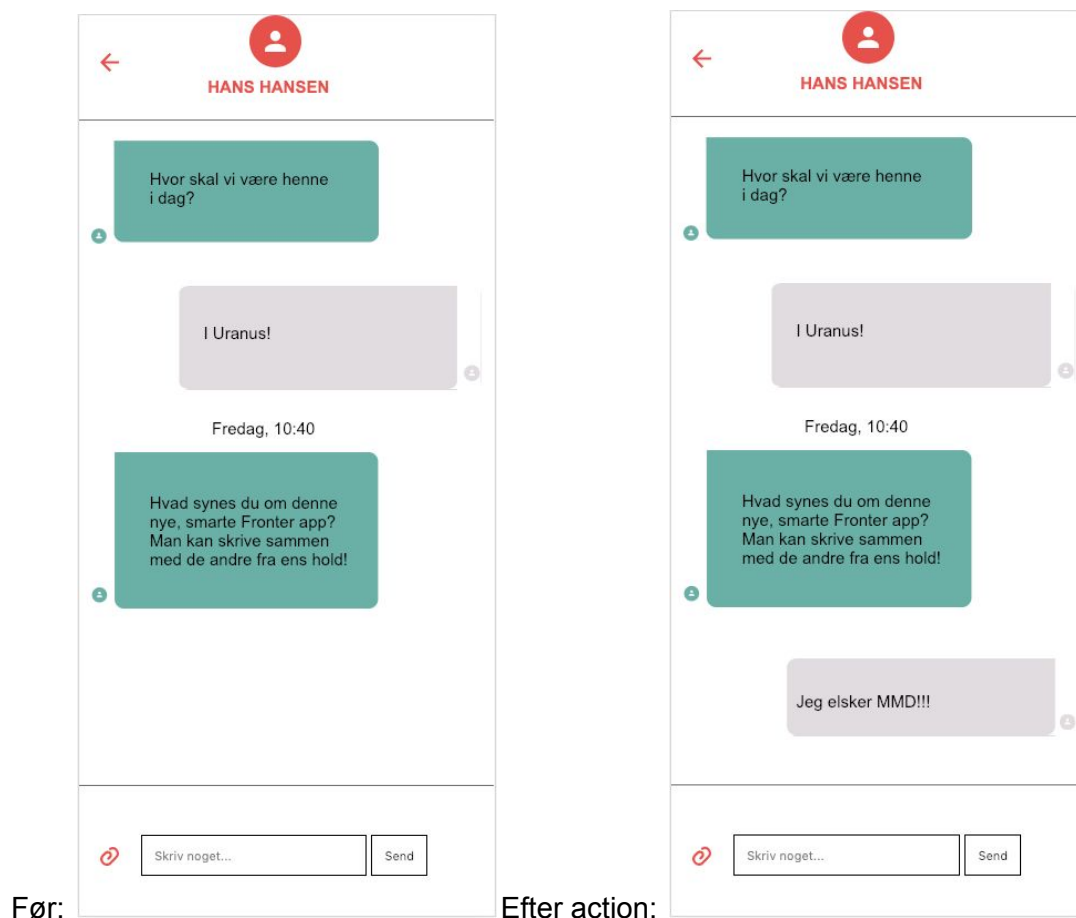 HANS HANSEN
Hvor skal vi være henne
i dag?
I Uranus!
Fredag, 10:40
Hvad synes du om denne
nye, smarte Fronter app?
Man kan skrive sammen
med de andre fra ens hold!
Skriv noget...
Send
Før:
HANS HANSEN
Hvor skal vi være henne
i dag?
I Uranus!
Fredag, 10:40
Hvad synes du om denne
nye, smarte Fronter app?
Man kan skrive sammen
med de andre fra ens hold!
Jeg elsker MMD!!!
Skriv noget...
Send
Efter action: